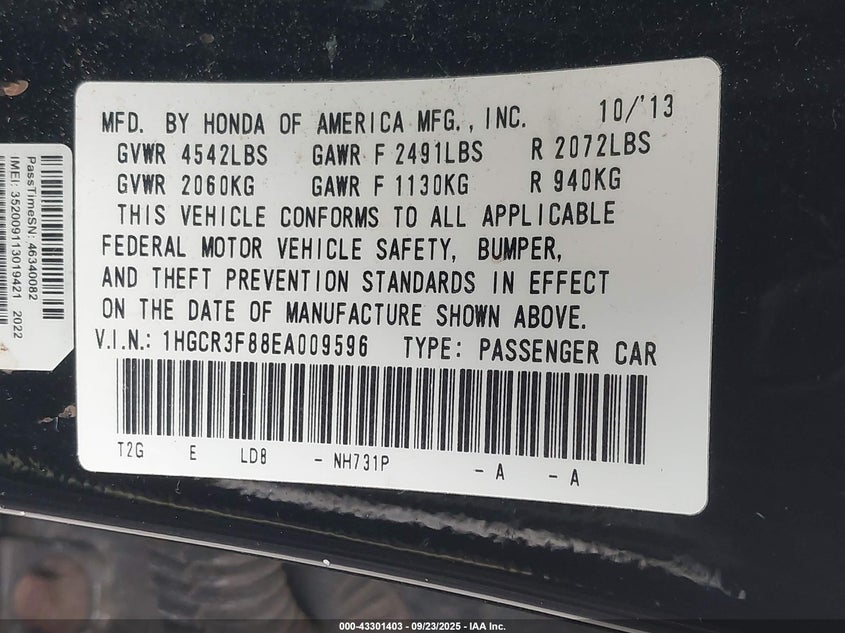 MFD. BY HONDA OF AMERICA MFG., INC. 10/'13
GVWR 4542LBS GAWR F 2491LBS R 2072LBS
GVWR 2060KG GAWR F 1130KG R 940KG
THIS VEHICLE CONFORMS TO ALL APPLICABLE
FEDERAL MOTOR VEHICLE SAFETY, BUMPER,
AND THEFT PREVENTION STANDARDS IN EFFECT
ON THE DATE OF MANUFACTURE SHOWN ABOVE.
V.I.N.: 1HGCR3F88EA009596 TYPE: PASSENGER CAR
T2G E LD8 - NH731P - A - A
PassTimeSN: 46340082
IMEI: 352009113019421 2022
000-43301403 - 09/23/2025 - IAA Inc.